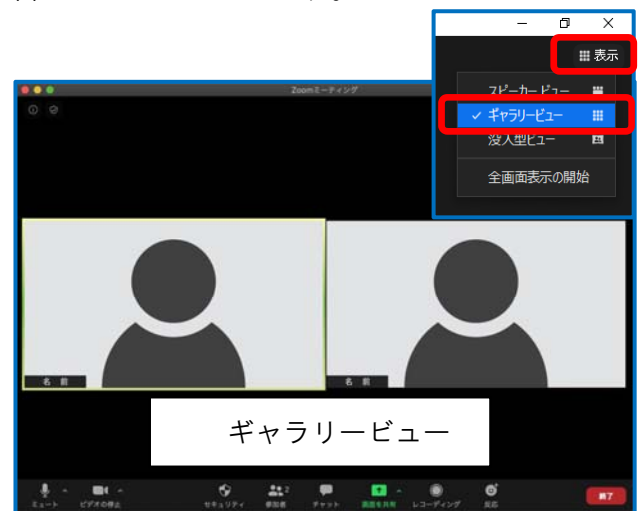 表示
スピーカービュー
✓ ギャラリービュー
没入型ビュー
全画面表示の開始
Zoomミーティング
名 前
名 前
ギャラリービュー
ミュート
ビデオの停止
セキュリティ
参加者
2
チャット
画面を共有
レコーディング
反応
終了